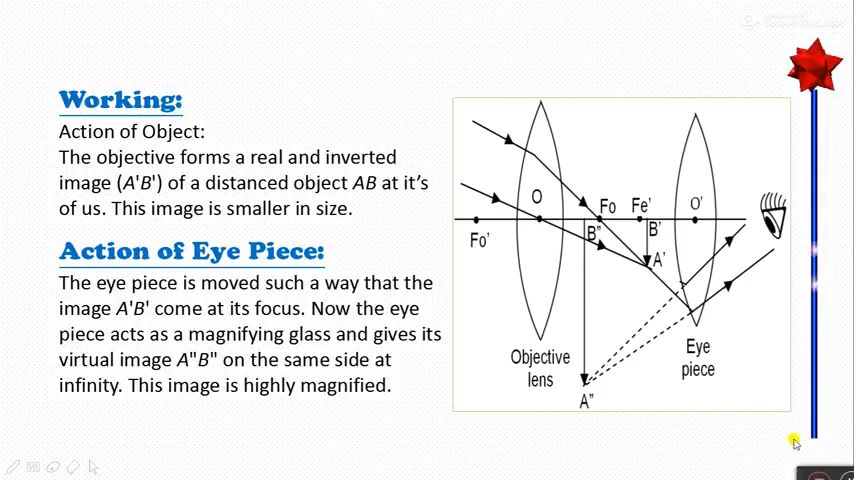 Working:
Action of Object:
The objective forms a real and inverted
image (A'B') of a distanced object AB at it’s
of us. This image is smaller in size.
Action of Eye Piece:
The eye piece is moved such a way that the
image A'B' come at its focus. Now the eye
piece acts as a magnifying glass and gives its
virtual image A"B" on the same side at
infinity. This image is highly magnified.
O
Fo
Fe’
O’
Fo’
B”
B’
A’
Objective
lens
Eye
piece
A”